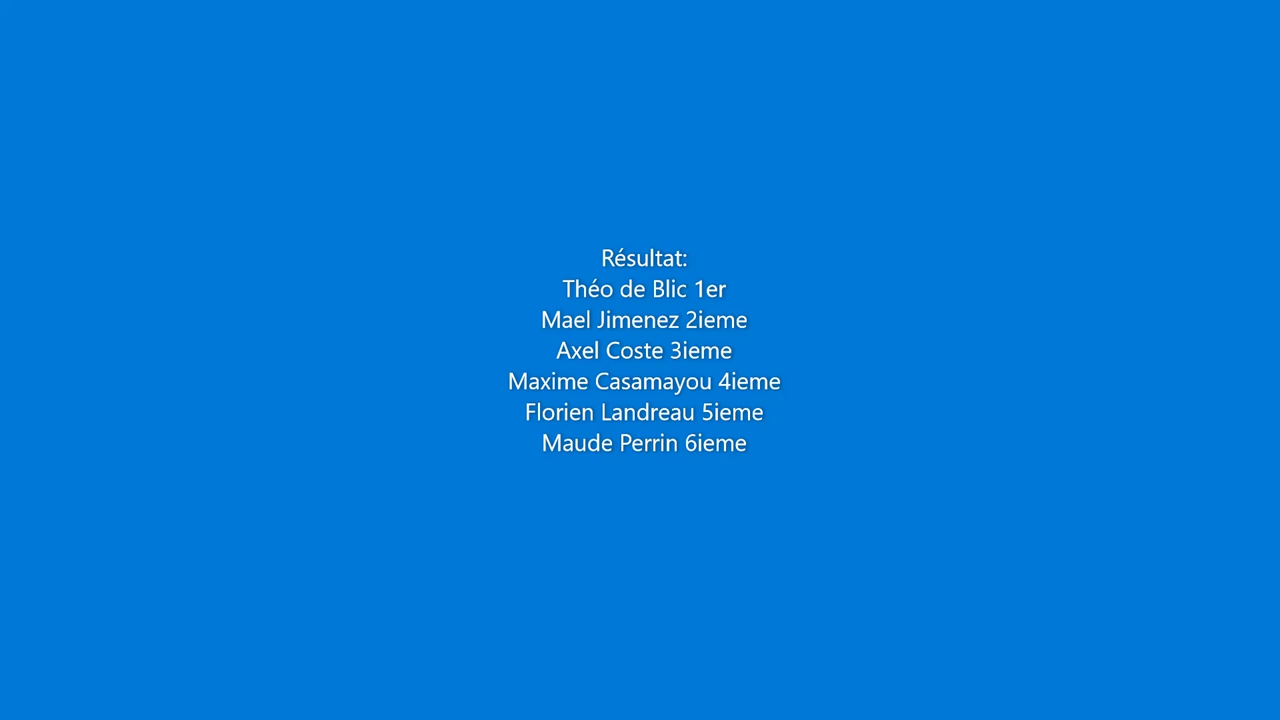 Résultat:
Théo de Blic 1er
Mael Jimenez 2ieme
Axel Coste 3ieme
Maxime Casamayou 4ieme
Florien Landreau 5ieme
Maude Perrin 6ieme